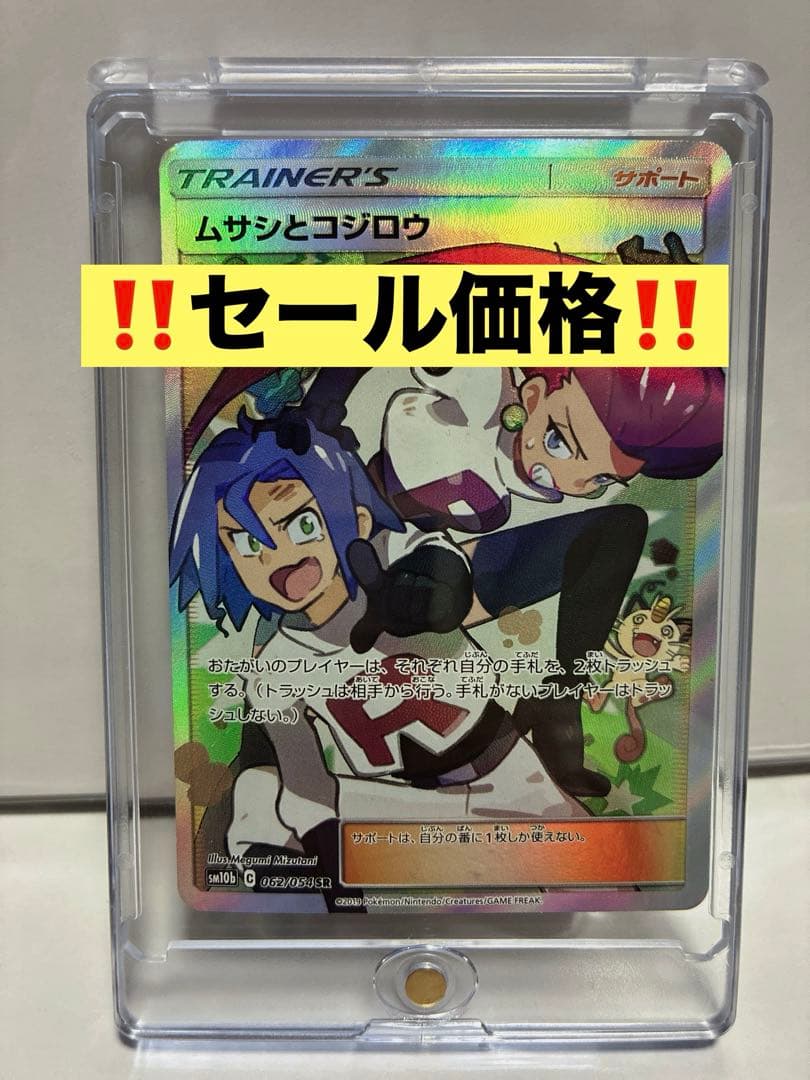 TRAINER'S
サポート
ムサシとコジロウ
‼️セール価格‼️
おたがいのプレイヤーは、それぞれ自分の手札を、2枚トラッシュ
する。(トラッシュは相手から行う。手札がないプレイヤーはトラッ
シュしない。)
サポートは、自分の番に1枚しか使えない。
Illus. Megumi Mizutani
sm10b C 062/054 SR
©2019 Pokémon/Nintendo/Creatures/GAME FREAK.